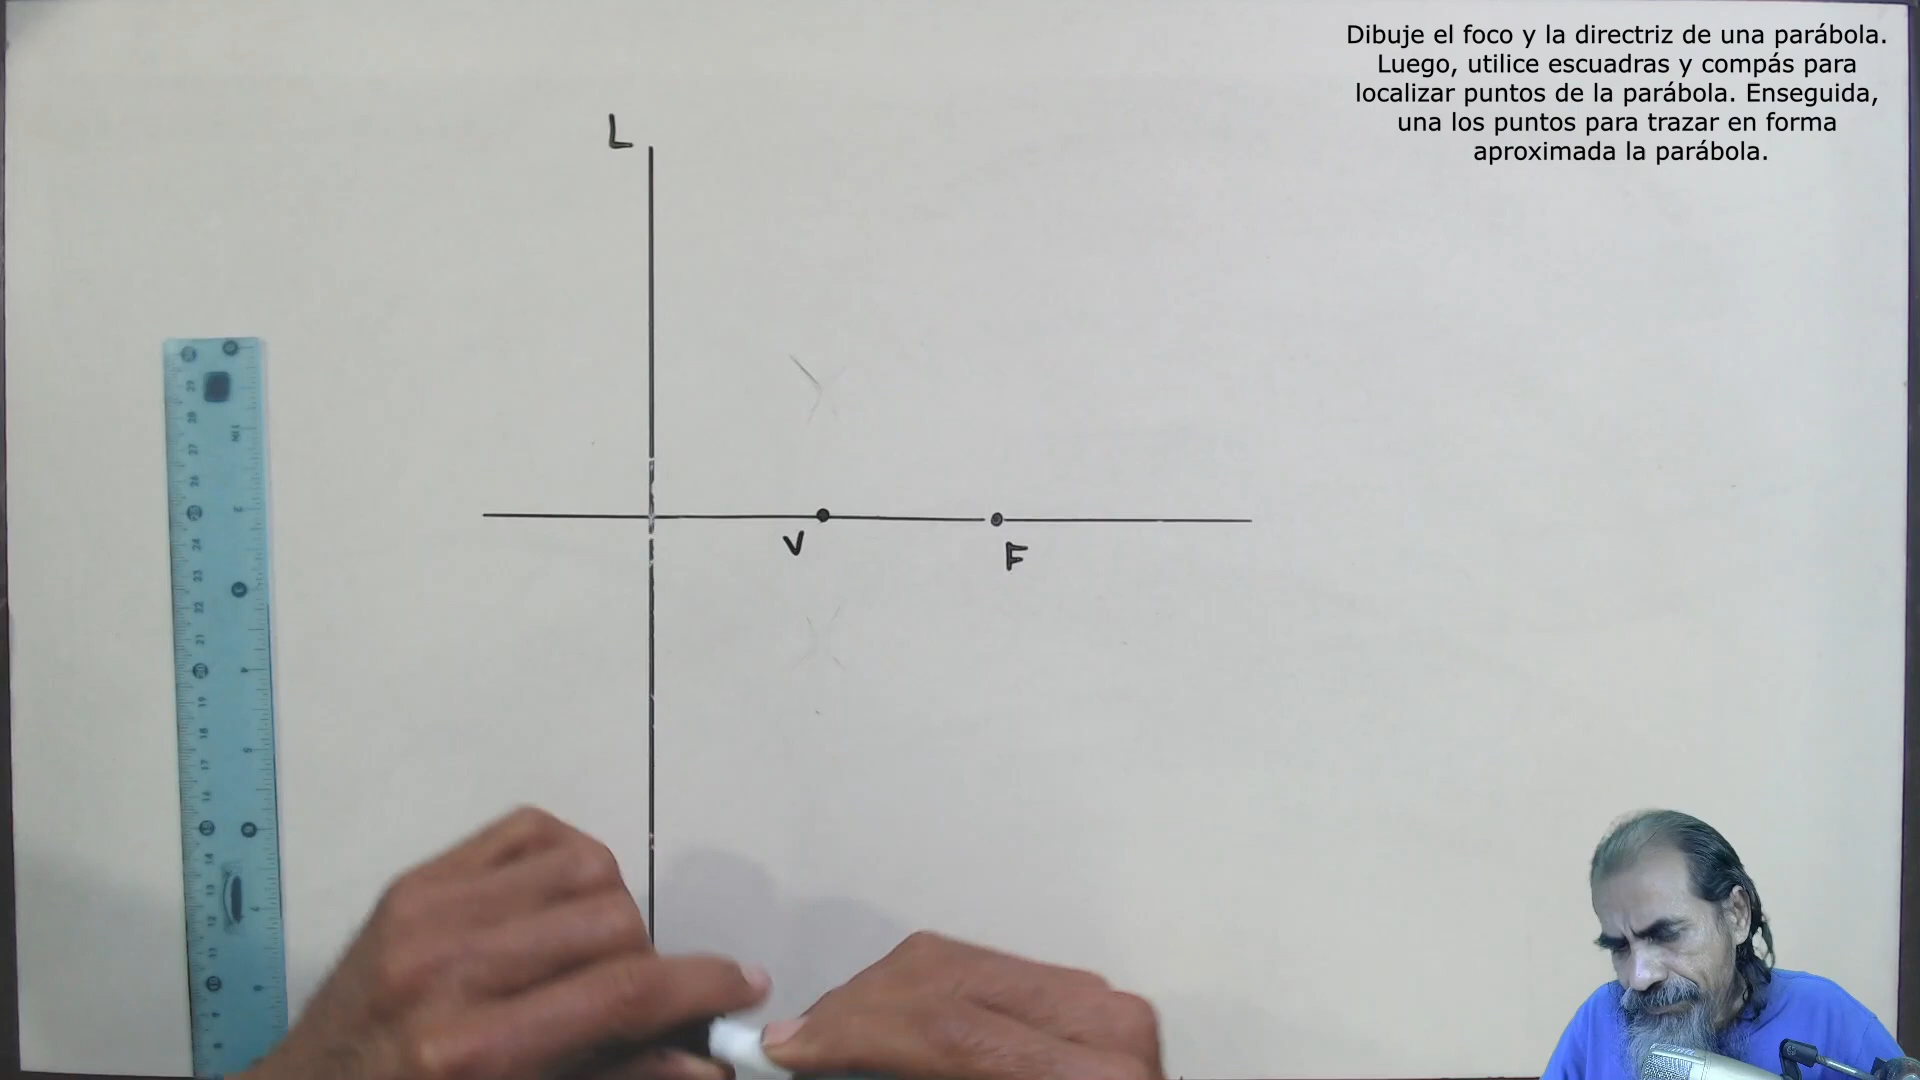 Dibuje el foco y la directriz de una parábola.
Luego, utilice escuadras y compás para
localizar puntos de la parábola. Enseguida,
una los puntos para trazar en forma
aproximada la parábola.
L
V
F